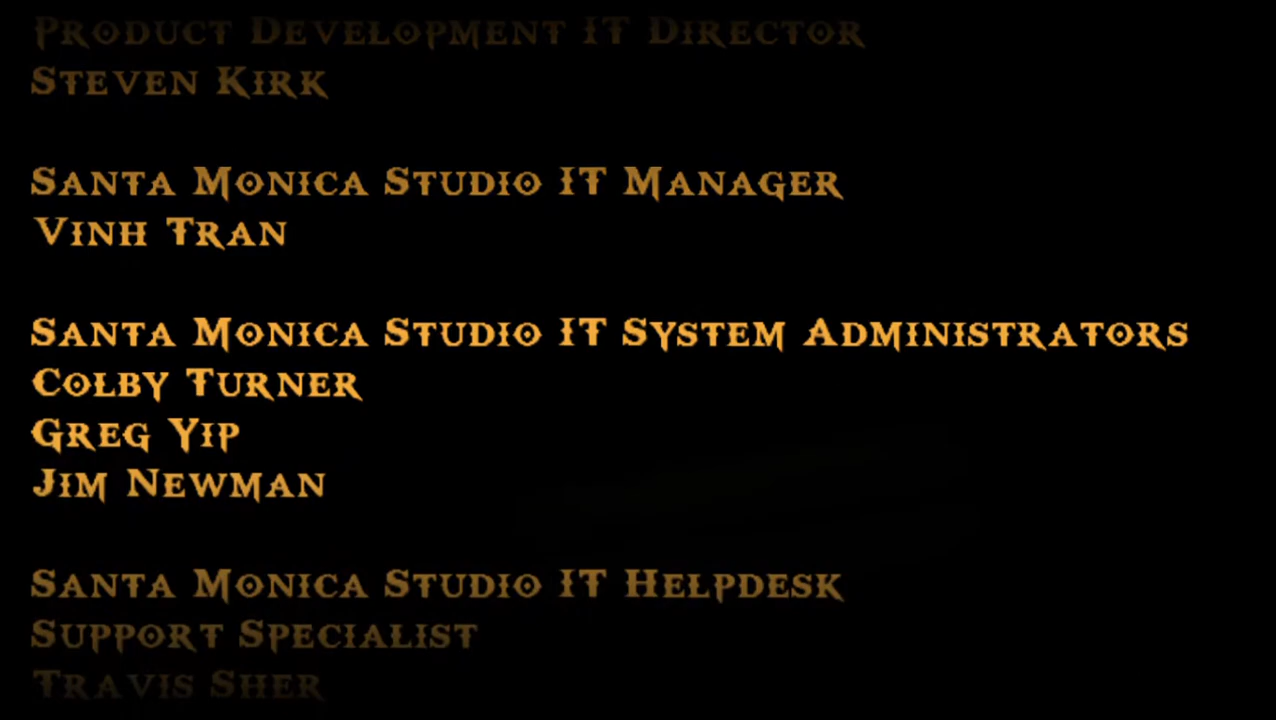 Product Development IT Director
Steven Kirk
Santa Monica Studio IT Manager
Vinh Tran
Santa Monica Studio IT System Administrators
Colby Turner
Greg Yip
Jim Newman
Santa Monica Studio IT Helpdesk
Support Specialist
Travis Sher